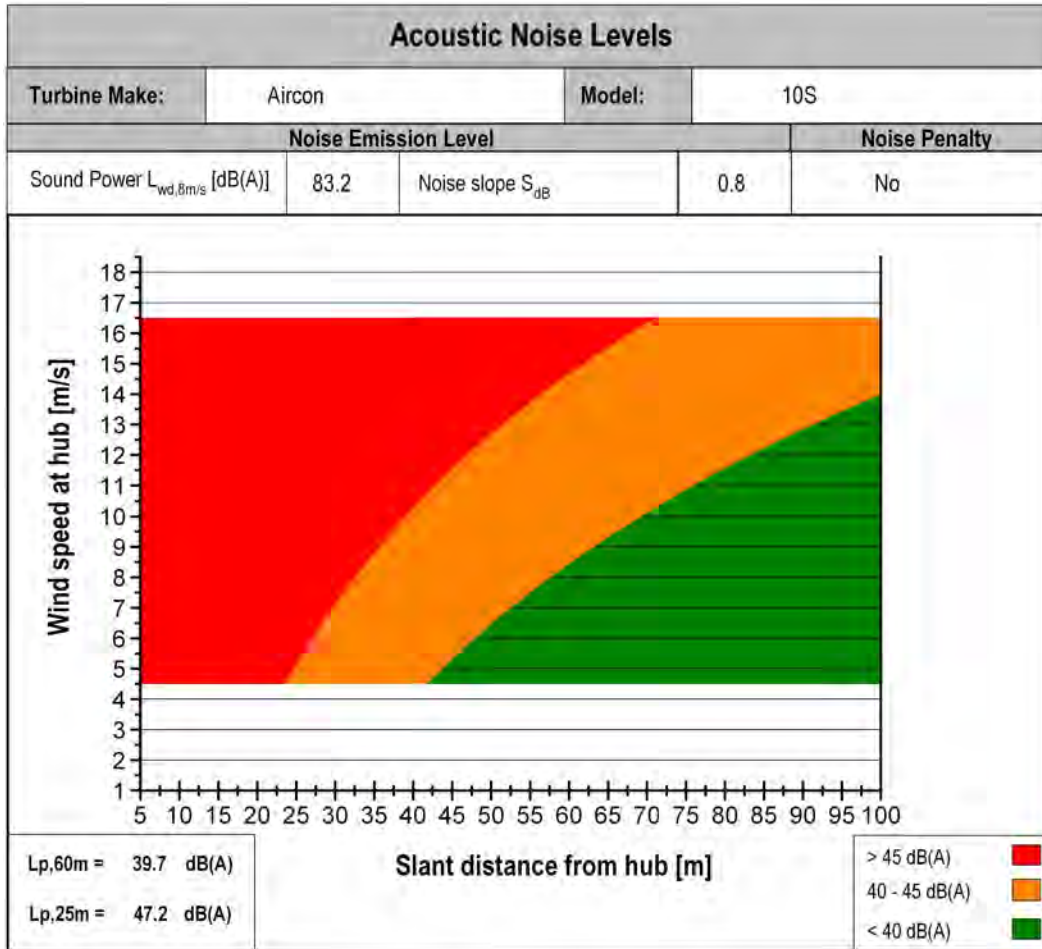 Acoustic Noise Levels
Turbine Make: Aircon Model: 10S
Noise Emission Level Noise Penalty
Sound Power Lwd,8m/s [dB(A)] 83.2 Noise slope SdB 0.8 No
Wind speed at hub [m/s]
18
17
16
15
14
13
12
11
10
9
8
7
6
5
4
3
2
1
5 10 15 20 25 30 35 40 45 50 55 60 65 70 75 80 85 90 95 100
Slant distance from hub [m]
Lp,60m = 39.7 dB(A)
Lp,25m = 47.2 dB(A)
> 45 dB(A)
40 - 45 dB(A)
< 40 dB(A)